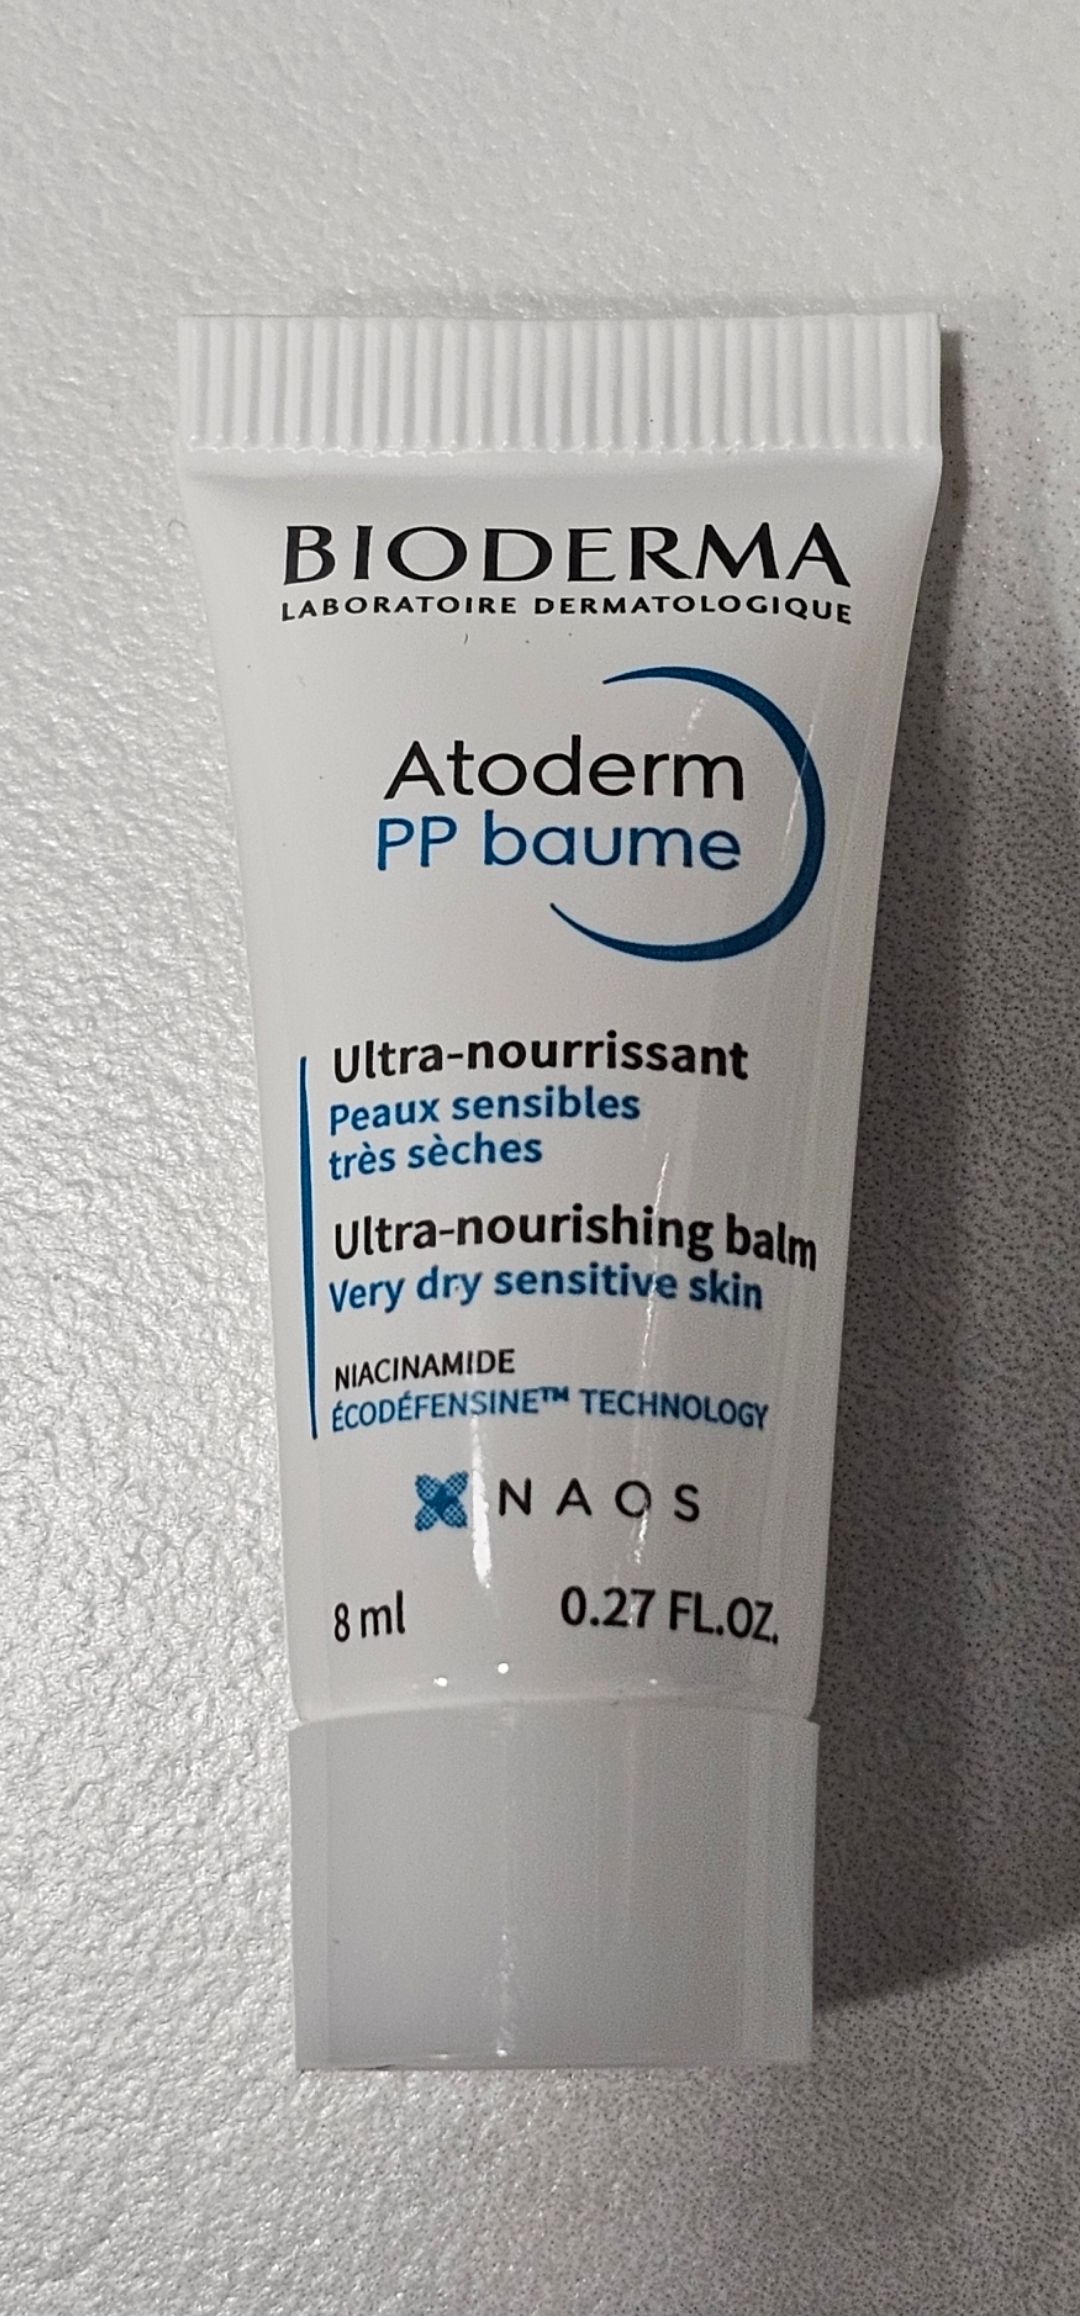 BIODERMA
LABORATOIRE DERMATOLOGIQUE
Atoderm
PP baume
Ultra-nourrissant
Peaux sensibles
très sèches
Ultra-nourishing balm
Very dry sensitive skin
NIACINAMIDE
ÉCODÉFENSINE™ TECHNOLOGY
NAOS
8 ml 0.27 FL.OZ.